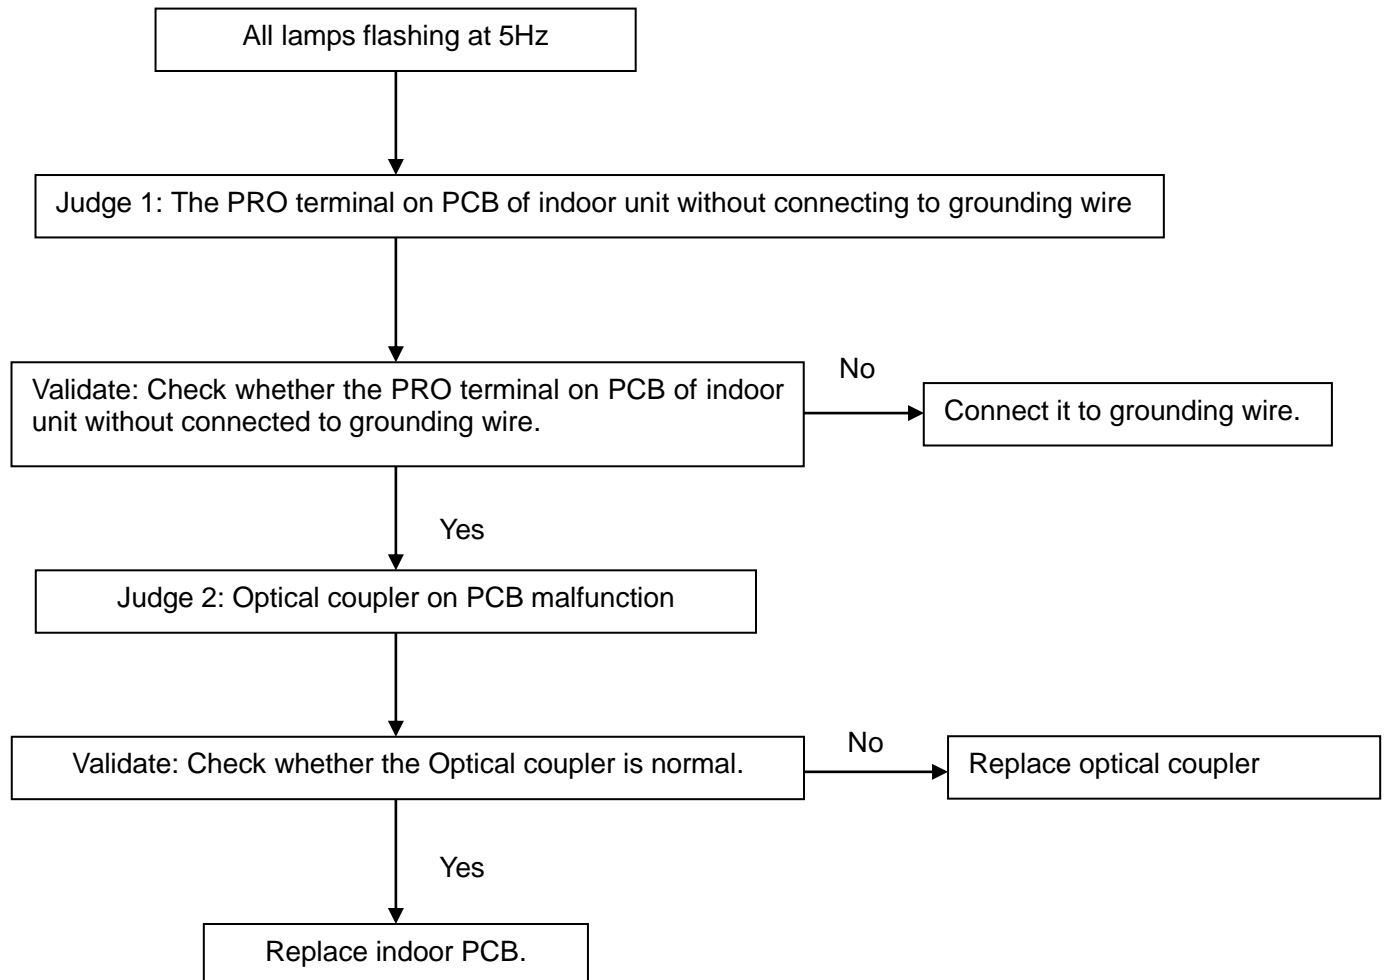 All lamps flashing at 5Hz
Judge 1: The PRO terminal on PCB of indoor unit without connecting to grounding wire
Validate: Check whether the PRO terminal on PCB of indoor
unit without connected to grounding wire.
No
Connect it to grounding wire.
Yes
Judge 2: Optical coupler on PCB malfunction
Validate: Check whether the Optical coupler is normal.
No
Replace optical coupler
Yes
Replace indoor PCB.